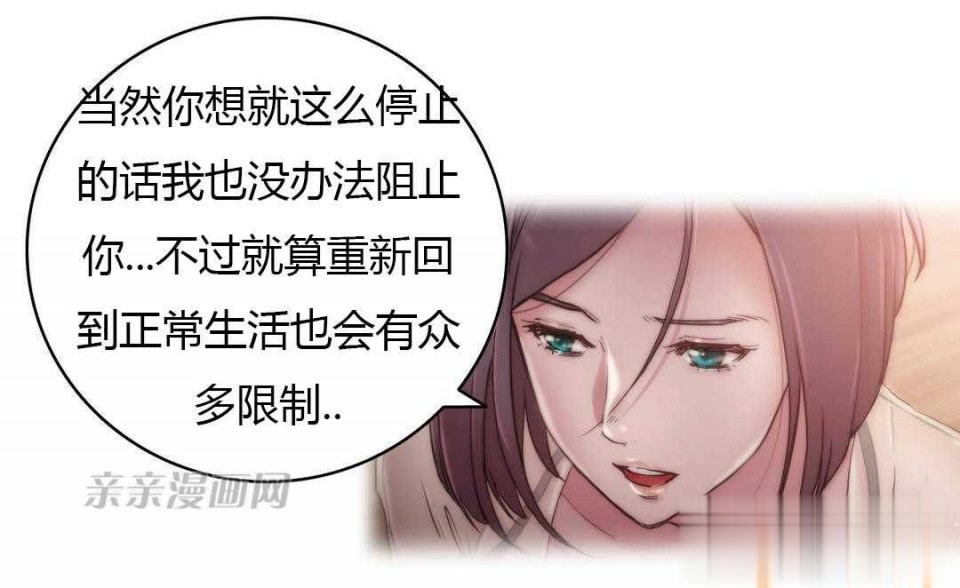 当然你想就这么停止
的话我也没办法阻止
你...不过就算重新回
到正常生活也会有众
多限制..
亲亲漫画网